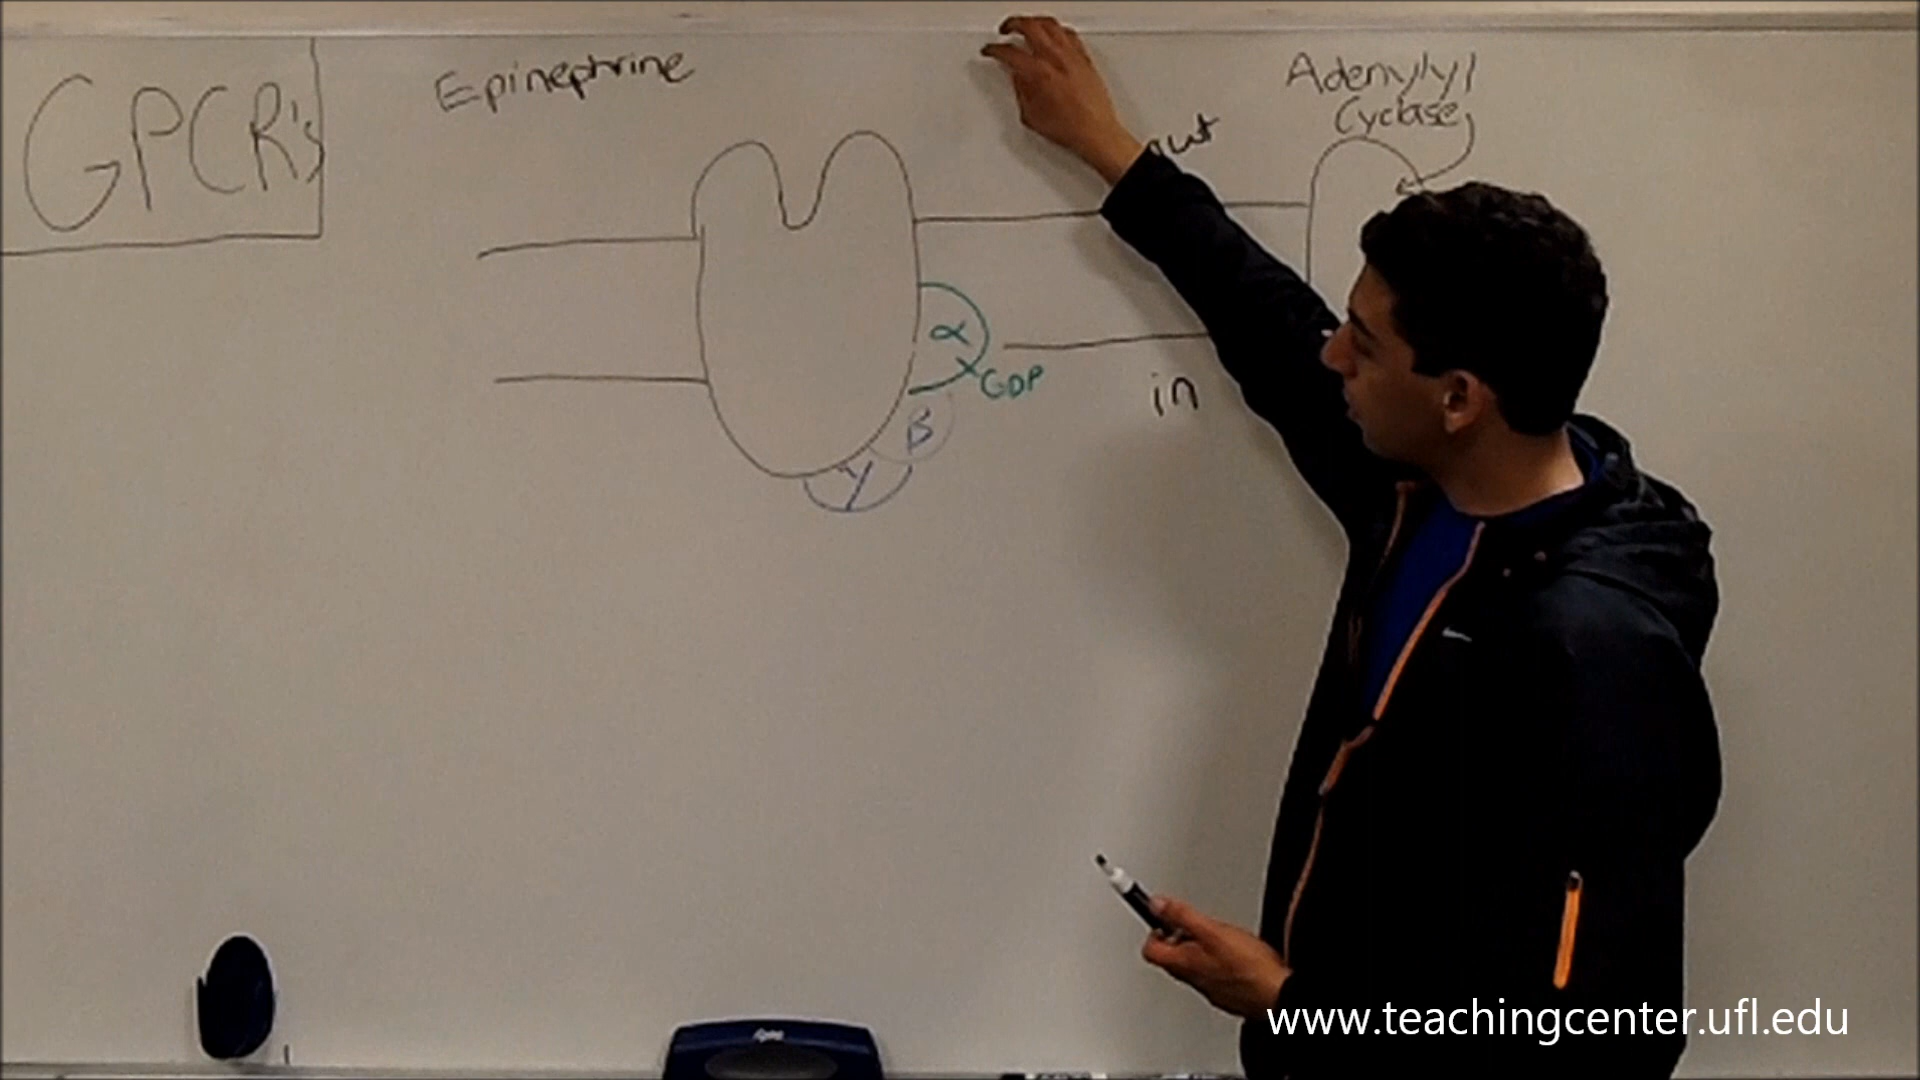 GPCR's
Epinephrine
Adenylyl
Cyclase
out
α
GDP
β
γ
in
www.teachingcenter.ufl.edu